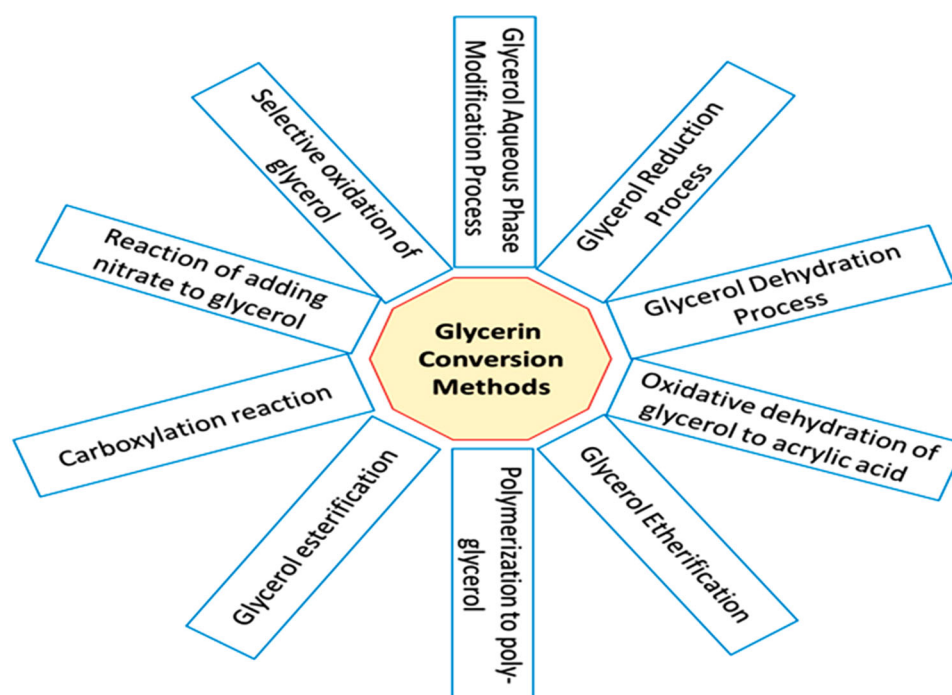 Glycerin
Conversion
Methods
Glycerol Aqueous Phase
Modification Process
Glycerol Reduction
Process
Glycerol Dehydration
Process
Oxidative dehydration of
glycerol to acrylic acid
Glycerol Etherification
Polymerization to poly-
glycerol
Glycerol esterification
Carboxylation reaction
Reaction of adding
nitrate to glycerol
Selective oxidation of
glycerol